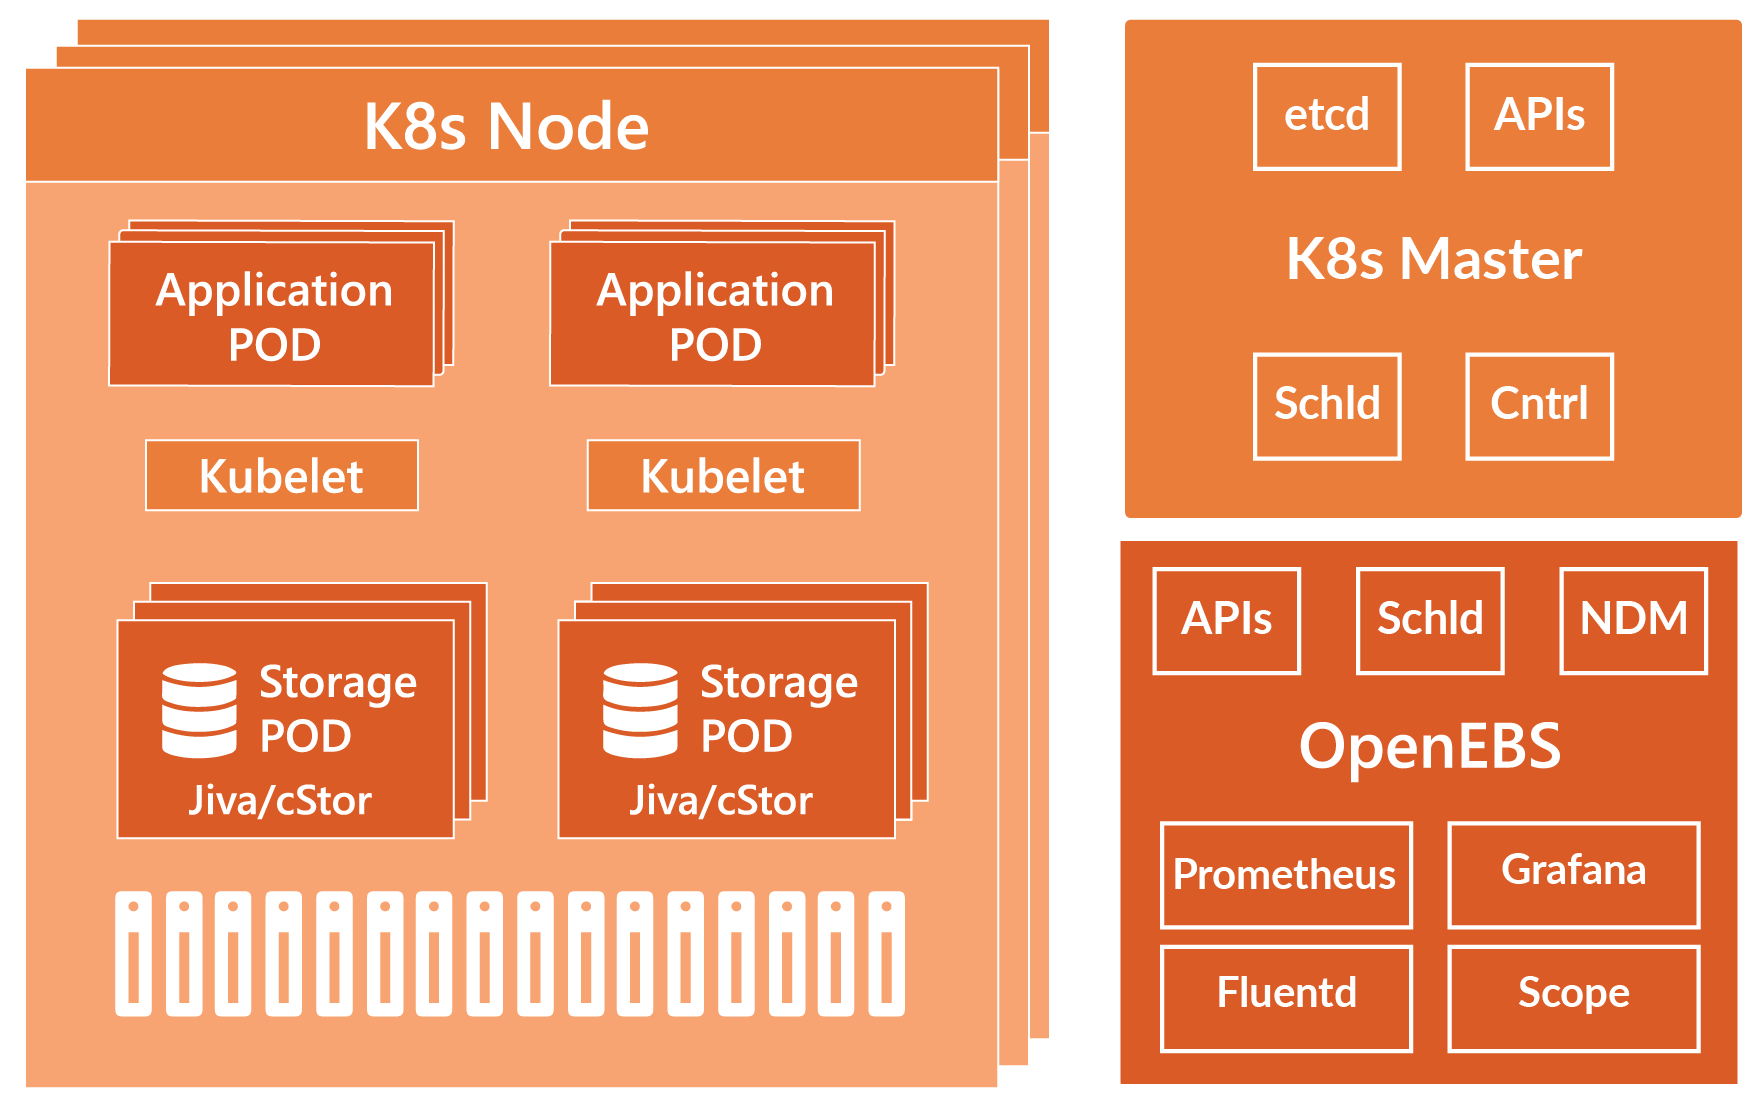 K8s Node
Application
POD
Application
POD
Kubelet
Kubelet
Storage
POD
Jiva/cStor
Storage
POD
Jiva/cStor
etcd
APIs
K8s Master
Schld
Cntrl
APIs
Schld
NDM
OpenEBS
Prometheus
Grafana
Fluentd
Scope